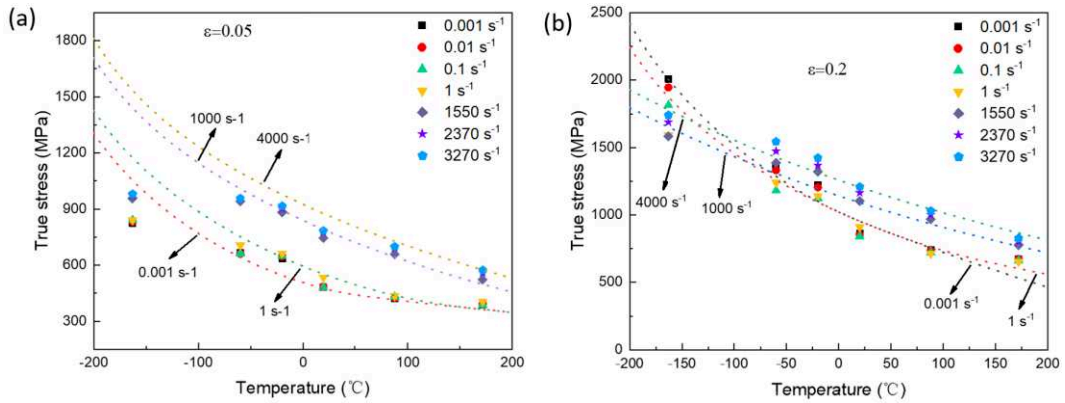 (a)
ε=0.05
0.001 s⁻¹
0.01 s⁻¹
0.1 s⁻¹
1 s⁻¹
1550 s⁻¹
2370 s⁻¹
3270 s⁻¹
1000 s-1
4000 s-1
0.001 s-1
1 s-1
True stress (MPa)
1800
1500
1200
900
600
300
-200
-150
-100
-50
0
50
100
150
200
Temperature (℃)
(b)
ε=0.2
0.001 s⁻¹
0.01 s⁻¹
0.1 s⁻¹
1 s⁻¹
1550 s⁻¹
2370 s⁻¹
3270 s⁻¹
4000 s⁻¹
1000 s⁻¹
0.001 s⁻¹
1 s⁻¹
True stress (MPa)
2500
2000
1500
1000
500
0
-200
-150
-100
-50
0
50
100
150
200
Temperature (℃)